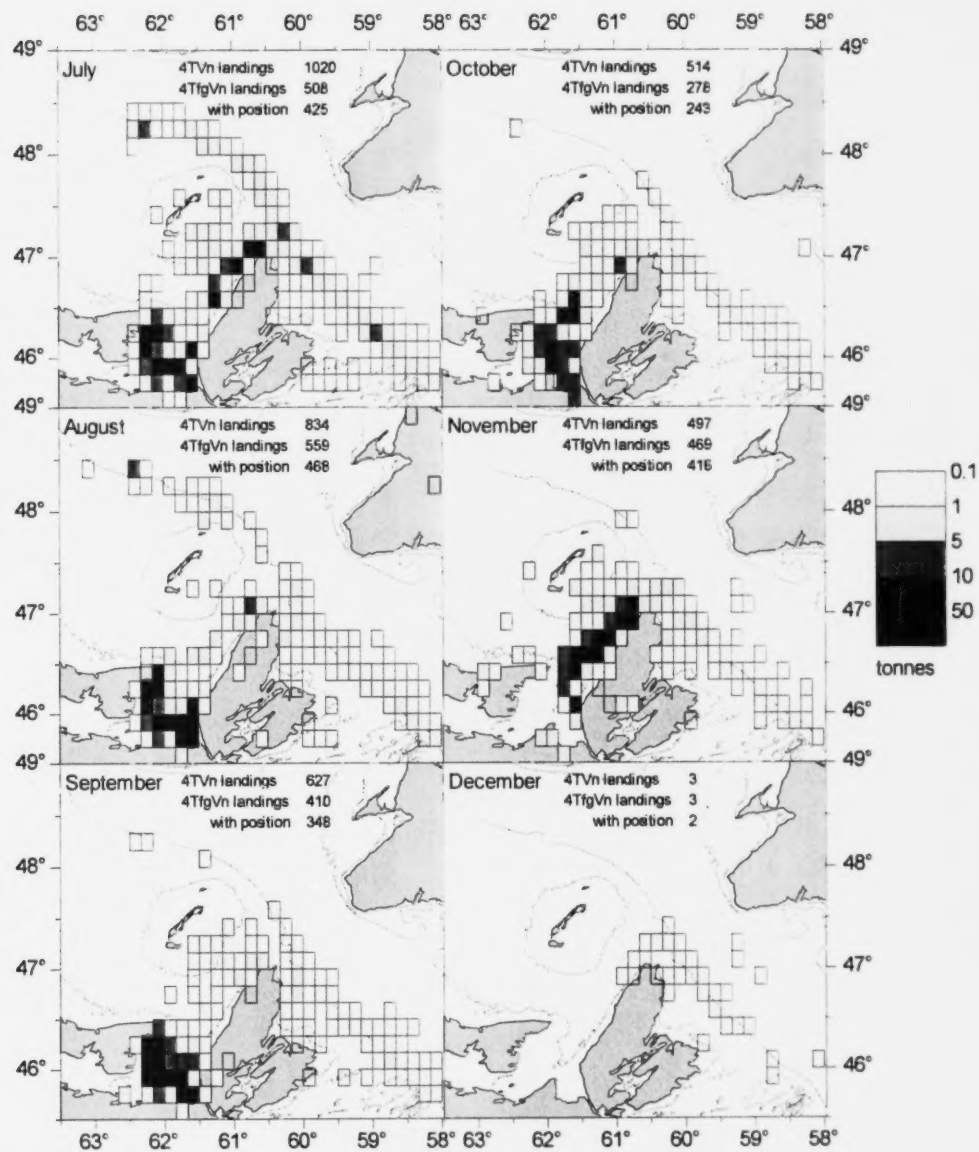 63° 62° 61° 60° 59° 58° 63° 62° 61° 60° 59° 58°
49°
July
4TVn landings 1020
4TfgVn landings 508
with position 425
October
4TVn landings 514
4TfgVn landings 278
with position 243
48°
48°
47°
47°
46°
46°
49°
August
4TVn landings 834
4TfgVn landings 559
with position 468
November
4TVn landings 497
4TfgVn landings 469
with position 416
48°
48°
47°
47°
46°
46°
49°
September
4TVn landings 627
4TfgVn landings 410
with position 348
December
4TVn landings 3
4TfgVn landings 3
with position 2
48°
48°
47°
47°
46°
46°
63° 62° 61° 60° 59° 58° 63° 62° 61° 60° 59° 58°
0.1
1
5
10
50
tonnes